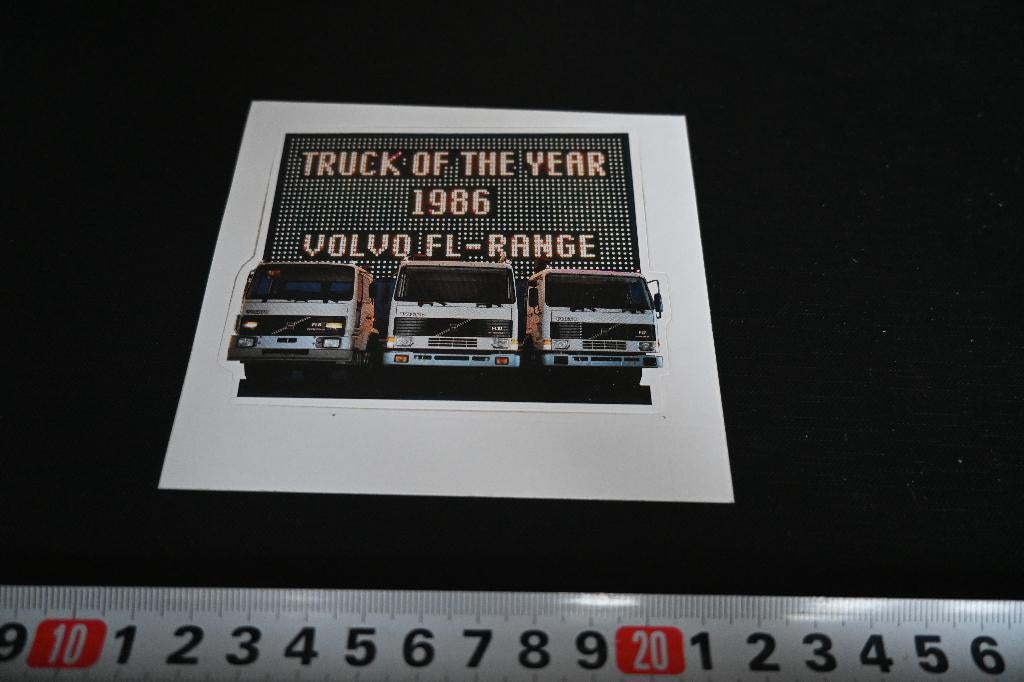 TRUCK OF THE YEAR
1986
VOLVO FL-RANGE
9 10 1 2 3 4 5 6 7 8 9 20 1 2 3 4 5 6